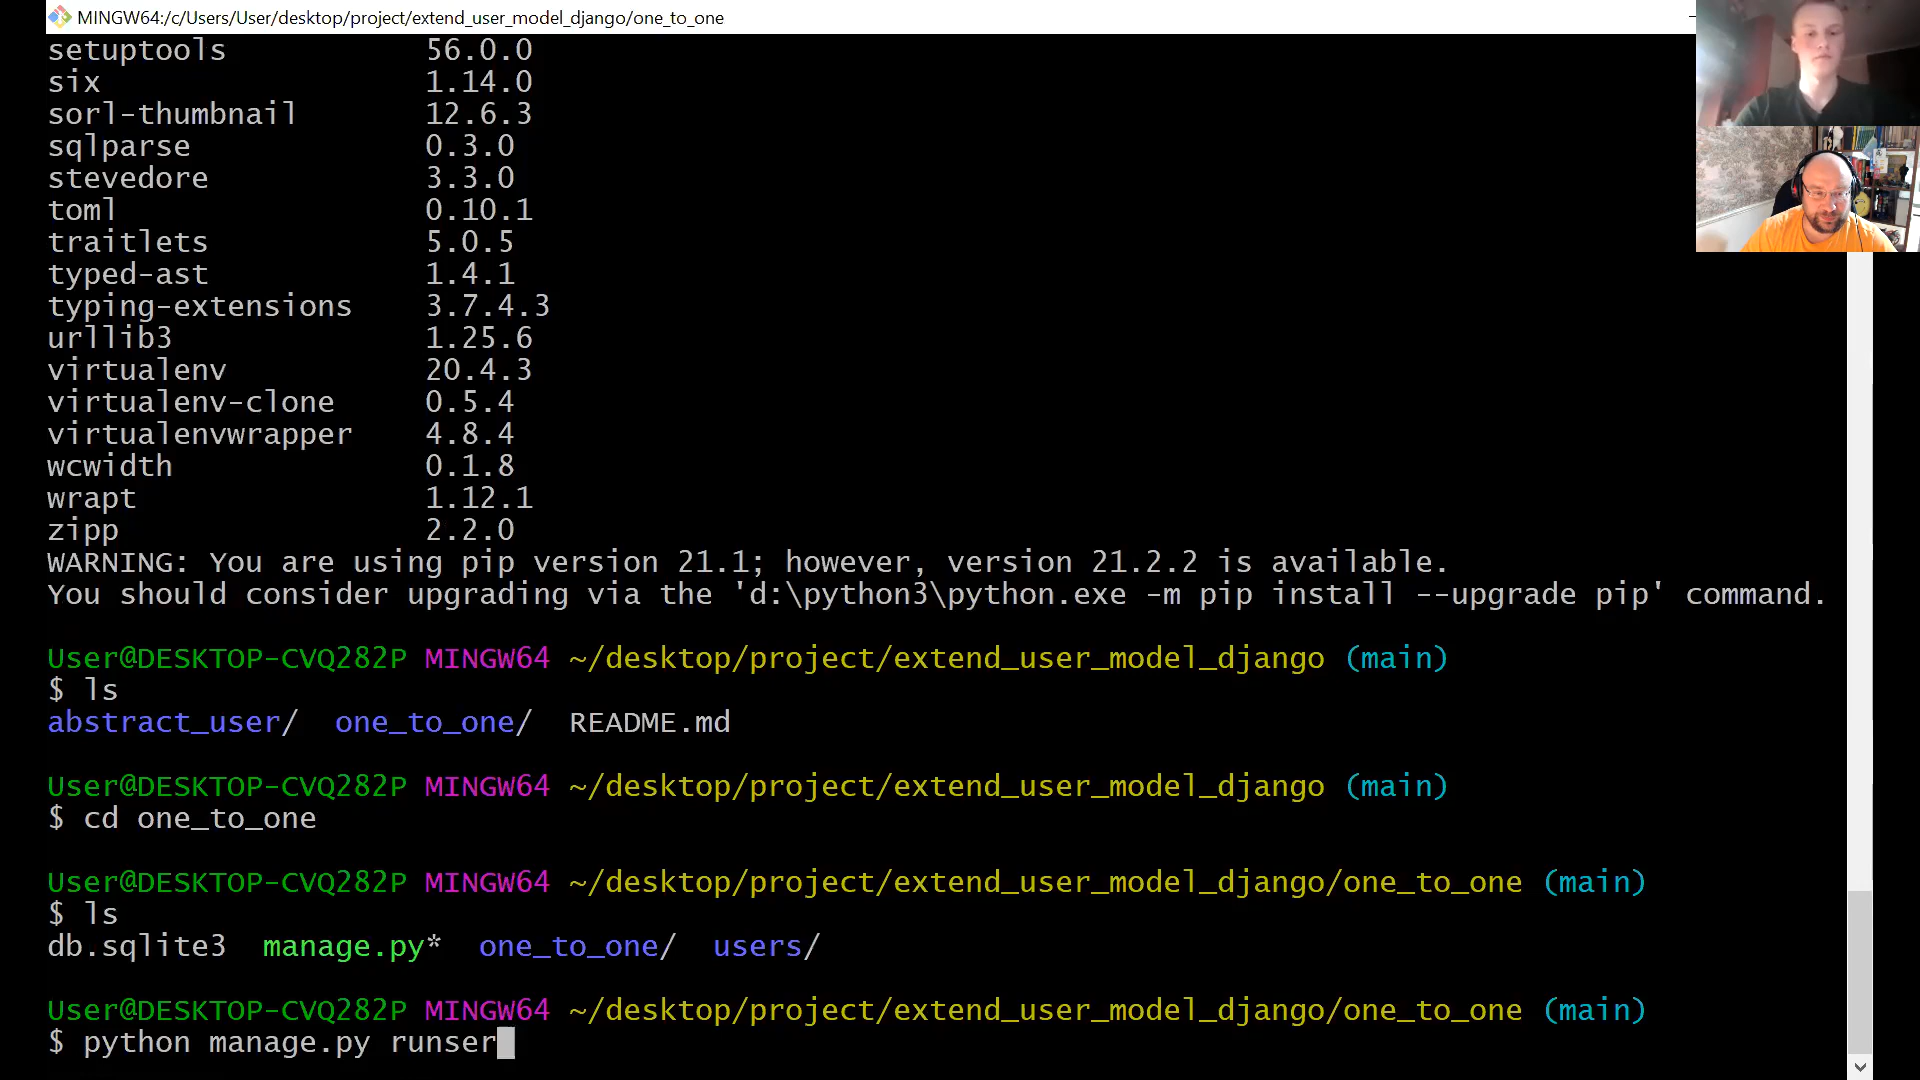 MINGW64:/c/Users/User/desktop/project/extend_user_model_django/one_to_one
setuptools 56.0.0
six 1.14.0
sorl-thumbnail 12.6.3
sqlparse 0.3.0
stevedore 3.3.0
toml 0.10.1
traitlets 5.0.5
typed-ast 1.4.1
typing-extensions 3.7.4.3
urllib3 1.25.6
virtualenv 20.4.3
virtualenv-clone 0.5.4
virtualenvwrapper 4.8.4
wcwidth 0.1.8
wrapt 1.12.1
zipp 2.2.0
WARNING: You are using pip version 21.1; however, version 21.2.2 is available.
You should consider upgrading via the 'd:\python3\python.exe -m pip install --upgrade pip' command.
User@DESKTOP-CVQ282P MINGW64 ~/desktop/project/extend_user_model_django (main)
$ ls
abstract_user/ one_to_one/ README.md
User@DESKTOP-CVQ282P MINGW64 ~/desktop/project/extend_user_model_django (main)
$ cd one_to_one
User@DESKTOP-CVQ282P MINGW64 ~/desktop/project/extend_user_model_django/one_to_one (main)
$ ls
db.sqlite3 manage.py* one_to_one/ users/
User@DESKTOP-CVQ282P MINGW64 ~/desktop/project/extend_user_model_django/one_to_one (main)
$ python manage.py runser